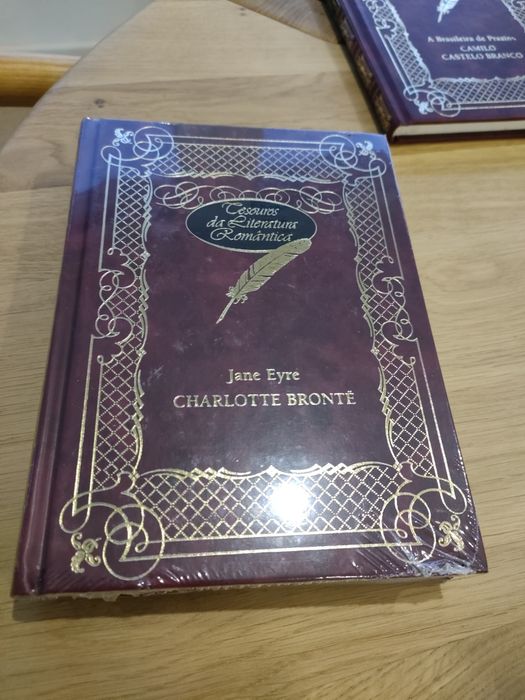 Tesouros
da Literatura
Romântica
Jane Eyre
CHARLOTTE BRONTË
A Brasileira de Prazins
CAMILO
CASTELO BRANCO